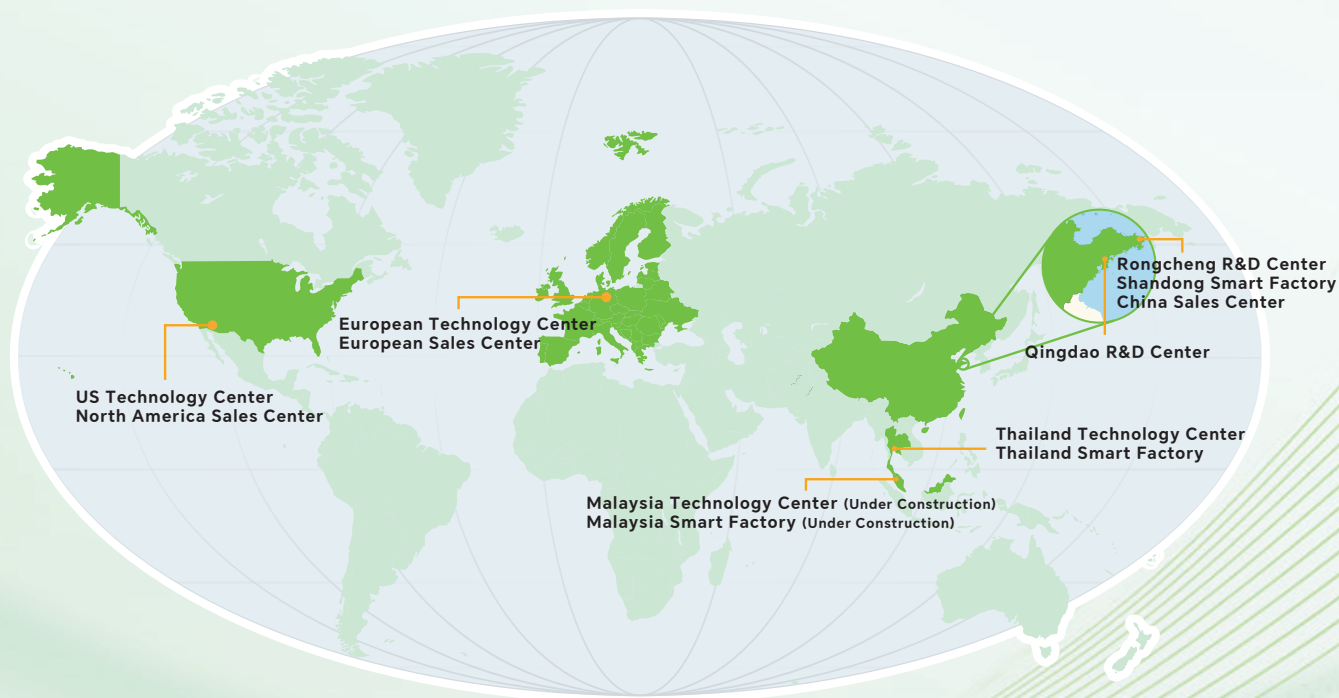 Rongcheng R&D Center
Shandong Smart Factory
China Sales Center
European Technology Center
European Sales Center
Qingdao R&D Center
US Technology Center
North America Sales Center
Thailand Technology Center
Thailand Smart Factory
Malaysia Technology Center (Under Construction)
Malaysia Smart Factory (Under Construction)